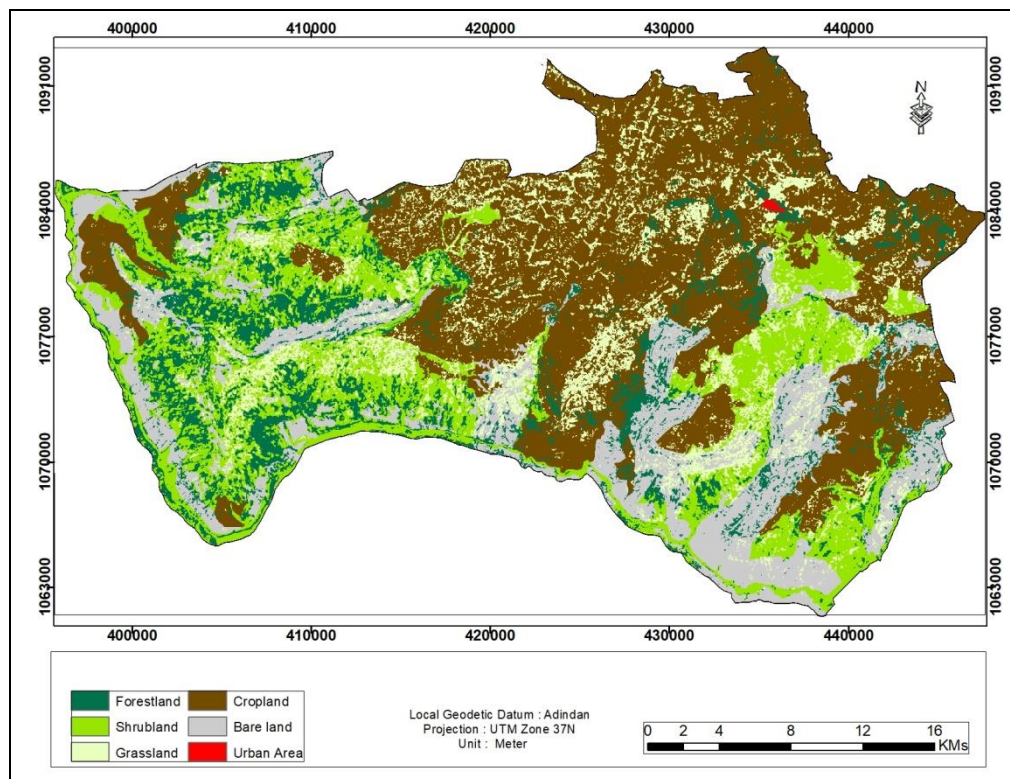 400000 410000 420000 430000 440000
1091000 1091000
N
1084000 1084000
1077000 1077000
1070000 1070000
1063000 1063000
400000 410000 420000 430000 440000
Forestland Cropland
Shrubland Bare land
Grassland Urban Area
Local Geodetic Datum : Adindan
Projection : UTM Zone 37N
Unit : Meter
0 2 4 8 12 16
KMs